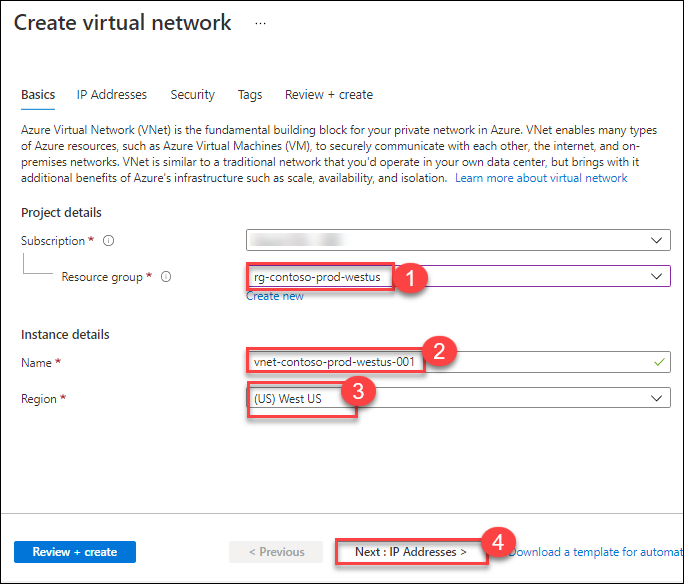 Create virtual network ...
Basics IP Addresses Security Tags Review + create
Azure Virtual Network (VNet) is the fundamental building block for your private network in Azure. VNet enables many types
of Azure resources, such as Azure Virtual Machines (VM), to securely communicate with each other, the internet, and on-
premises networks. VNet is similar to a traditional network that you'd operate in your own data center, but brings with it
additional benefits of Azure's infrastructure such as scale, availability, and isolation. Learn more about virtual network
Project details
Subscription *
Resource group * rg-contoso-prod-westus 1
Create new
Instance details
Name * vnet-contoso-prod-westus-001 2
Region * (US) West US 3
Review + create < Previous Next : IP Addresses > 4 Download a template for automat